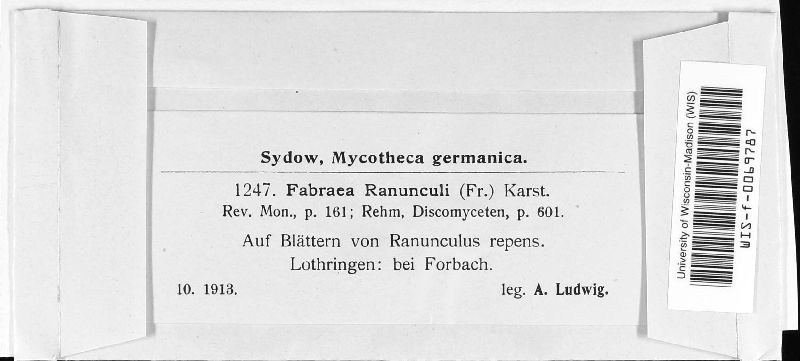 Sydow, Mycotheca germanica.
1247. Fabraea Ranunculi (Fr.) Karst.
Rev. Mon., p. 161; Rehm, Discomyceten, p. 601.
Auf Blättern von Ranunculus repens.
Lothringen: bei Forbach.
10. 1913. leg. A. Ludwig.
University of Wisconsin-Madison (WIS)
WIS-f-0069787